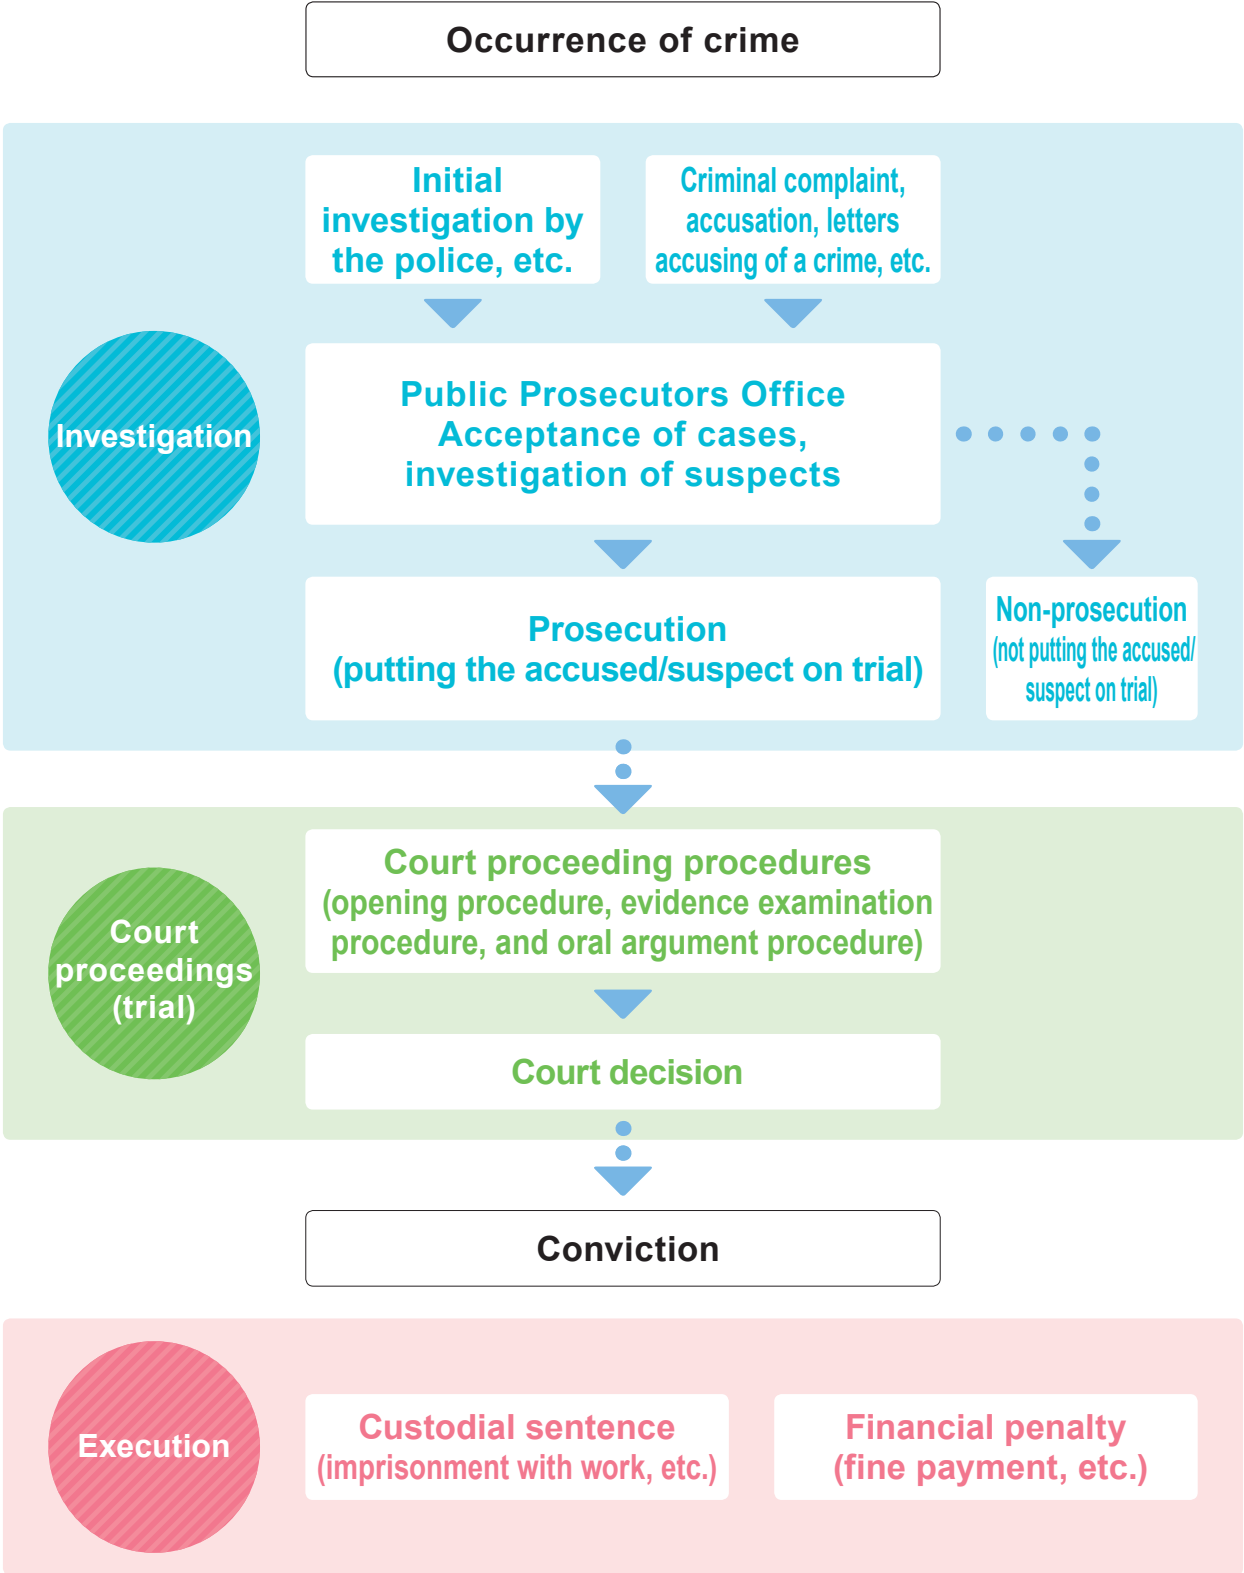 Occurrence of crime
Initial
investigation by
the police, etc.
Criminal complaint,
accusation, letters
accusing of a crime, etc.
Investigation
Public Prosecutors Office
Acceptance of cases,
investigation of suspects
Prosecution
(putting the accused/suspect on trial)
Non-prosecution
(not putting the accused/
suspect on trial)
Court
proceedings
(trial)
Court proceeding procedures
(opening procedure, evidence examination
procedure, and oral argument procedure)
Court decision
Conviction
Execution
Custodial sentence
(imprisonment with work, etc.)
Financial penalty
(fine payment, etc.)